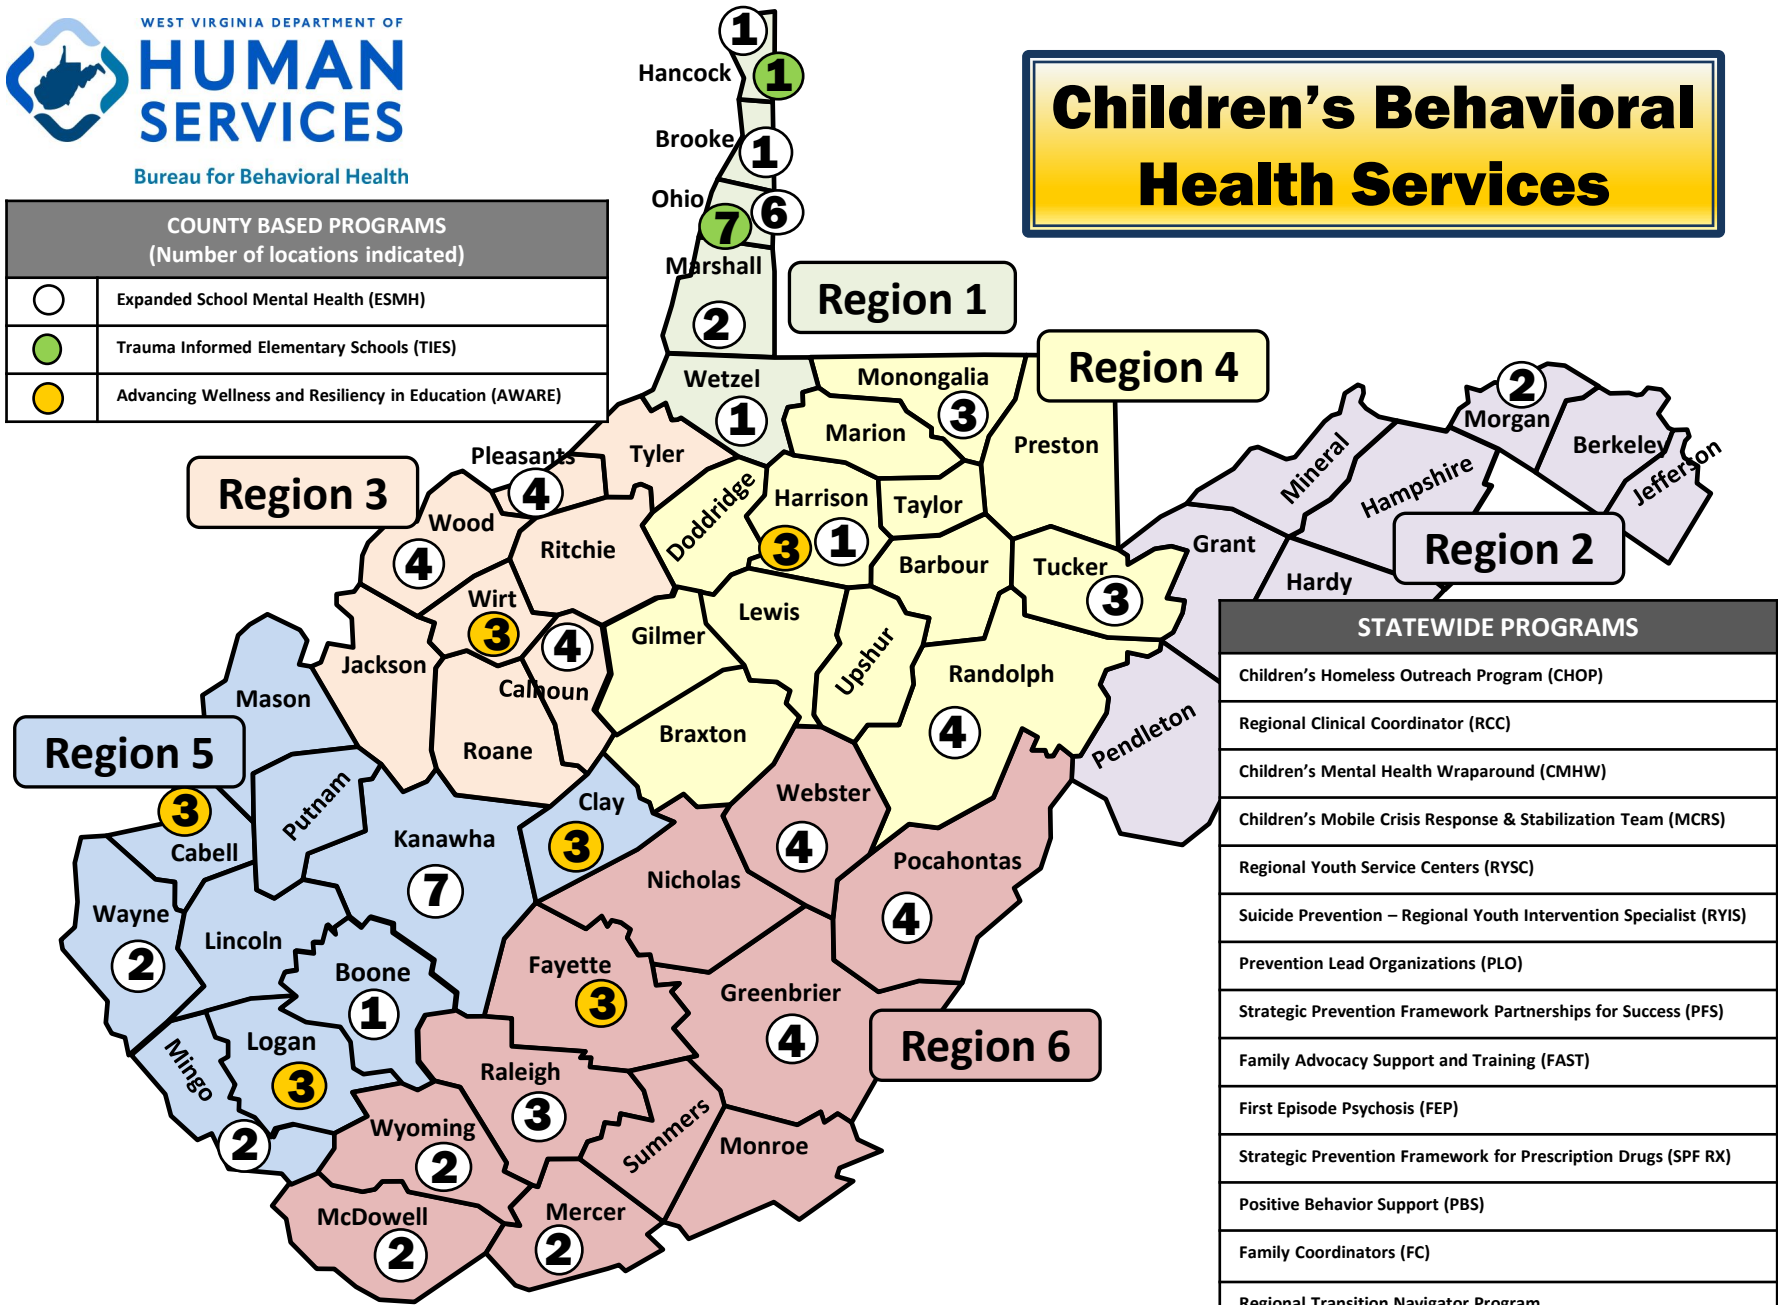 WEST VIRGINIA DEPARTMENT OF
HUMAN
SERVICES
Bureau for Behavioral Health
Children's Behavioral
Health Services
COUNTY BASED PROGRAMS
(Number of locations indicated)
Expanded School Mental Health (ESMH)
Trauma Informed Elementary Schools (TIES)
Advancing Wellness and Resiliency in Education (AWARE)
1
Hancock
1
Brooke
1
Ohio
6
7
Marshall
2
Region 1
Wetzel
1
Region 4
Monongalia
3
Marion
Preston
2
Morgan
Berkeley
Jefferson
Mineral
Hampshire
Region 2
Grant
Hardy
Pendleton
Region 3
Pleasants
4
Tyler
Wood
4
Ritchie
Doddridge
Harrison
3
1
Taylor
Barbour
Tucker
3
Wirt
3
4
Calhoun
Jackson
Roane
Gilmer
Lewis
Upshur
Randolph
4
Braxton
Mason
Region 5
3
Cabell
Putnam
Kanawha
7
Clay
3
Webster
4
Nicholas
Pocahontas
4
Wayne
2
Lincoln
Boone
1
Fayette
3
Greenbrier
4
Region 6
Mingo
2
Logan
3
Raleigh
3
Wyoming
2
Summers
Monroe
McDowell
2
Mercer
2
STATEWIDE PROGRAMS
Children's Homeless Outreach Program (CHOP)
Regional Clinical Coordinator (RCC)
Children's Mental Health Wraparound (CMHW)
Children's Mobile Crisis Response & Stabilization Team (MCRS)
Regional Youth Service Centers (RYSC)
Suicide Prevention – Regional Youth Intervention Specialist (RYIS)
Prevention Lead Organizations (PLO)
Strategic Prevention Framework Partnerships for Success (PFS)
Family Advocacy Support and Training (FAST)
First Episode Psychosis (FEP)
Strategic Prevention Framework for Prescription Drugs (SPF RX)
Positive Behavior Support (PBS)
Family Coordinators (FC)
Regional Transition Navigator Program